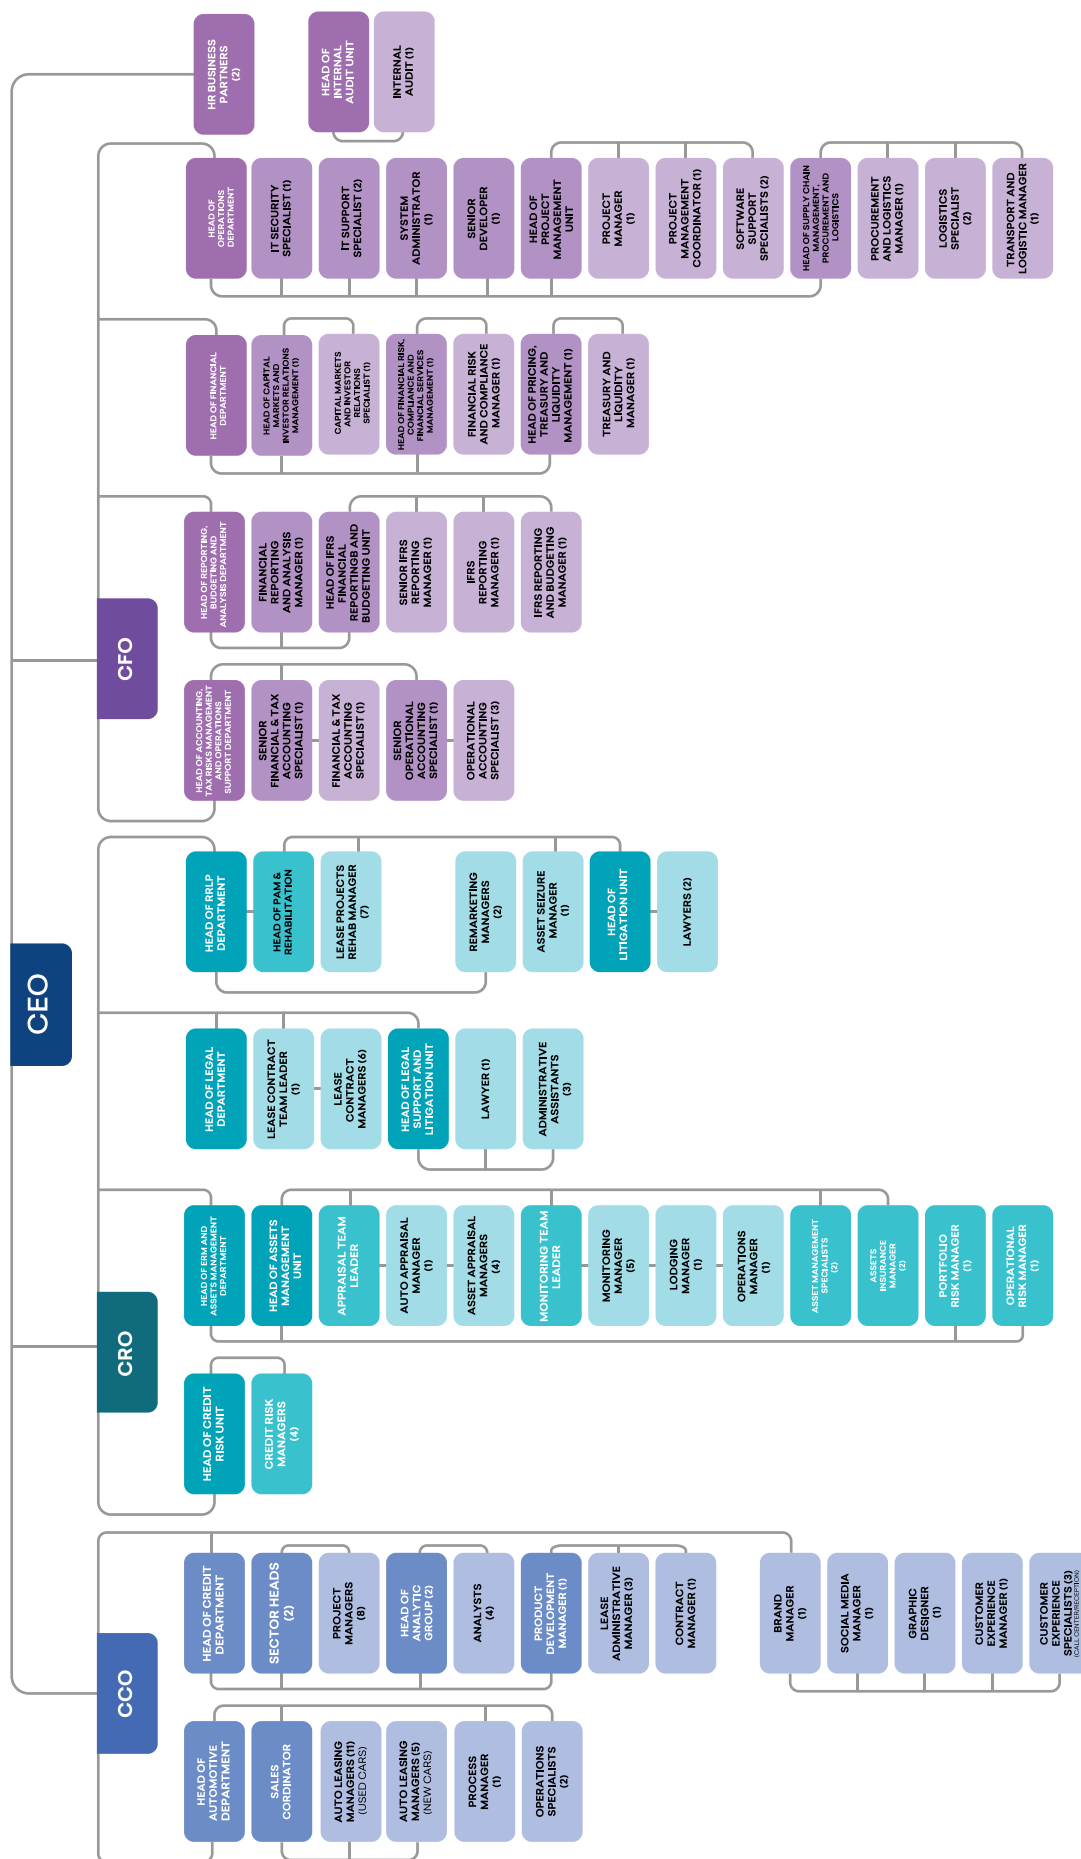 CEO
HR BUSINESS
PARTNERS
(2)
HEAD OF
INTERNAL
AUDIT UNIT
INTERNAL
AUDIT (1)
CFO
HEAD OF
OPERATIONS
DEPARTMENT
IT SECURITY
SPECIALIST (1)
IT SUPPORT
SPECIALIST (2)
SYSTEM
ADMINISTRATOR
(1)
SENIOR
DEVELOPER
(1)
HEAD OF
PROJECT
MANAGEMENT
UNIT
PROJECT
MANAGER
(1)
PROJECT
MANAGEMENT
COORDINATOR (1)
SOFTWARE
SUPPORT
SPECIALISTS (2)
HEAD OF SUPPLY CHAIN
MANAGEMENT,
PROCUREMENT AND
LOGISTICS
PROCUREMENT
AND LOGISTICS
MANAGER (1)
LOGISTICS
SPECIALIST
(2)
TRANSPORT AND
LOGISTIC MANAGER
(1)
HEAD OF FINANCIAL
DEPARTMENT
HEAD OF CAPITAL
MARKETS AND
INVESTOR RELATIONS
MANAGEMENT (1)
CAPITAL MARKETS
AND INVESTOR
RELATIONS
SPECIALIST (1)
HEAD OF FINANCIAL RISK,
COMPLIANCE AND
FINANCIAL SERVICES
MANAGEMENT (1)
FINANCIAL RISK
AND COMPLIANCE
MANAGER (1)
HEAD OF PRICING,
TREASURY AND
LIQUIDITY
MANAGEMENT (1)
TREASURY AND
LIQUIDITY
MANAGER (1)
HEAD OF REPORTING,
BUDGETING AND
ANALYSIS DEPARTMENT
FINANCIAL
REPORTING
AND ANALYSIS
MANAGER (1)
HEAD OF IFRS
FINANCIAL
REPORTINGB AND
BUDGETING UNIT
SENIOR IFRS
REPORTING
MANAGER (1)
IFRS
REPORTING
MANAGER (1)
IFRS REPORTING
AND BUDGETING
MANAGER (1)
HEAD OF ACCOUNTING,
TAX RISKS MANAGEMENT
AND OPERATIONS
SUPPORT DEPARTMENT
SENIOR
FINANCIAL & TAX
ACCOUNTING
SPECIALIST (1)
FINANCIAL & TAX
ACCOUNTING
SPECIALIST (1)
SENIOR
OPERATIONAL
ACCOUNTING
SPECIALIST (1)
OPERATIONAL
ACCOUNTING
SPECIALIST (3)
CRO
HEAD OF RRLP
DEPARTMENT
HEAD OF PAM &
REHABILITATION
LEASE PROJECTS
REHAB MANAGER
(7)
REMARKETING
MANAGERS
(2)
ASSET SEIZURE
MANAGER
(1)
HEAD OF
LITIGATION UNIT
LAWYERS (2)
HEAD OF LEGAL
DEPARTMENT
LEASE CONTRACT
TEAM LEADER
(1)
LEASE
CONTRACT
MANAGERS (6)
HEAD OF LEGAL
SUPPORT AND
LITIGATION UNIT
LAWYER (1)
ADMINISTRATIVE
ASSISTANTS
(3)
HEAD OF ERM AND
ASSETS MANAGEMENT
DEPARTMENT
HEAD OF ASSETS
MANAGEMENT
UNIT
APPRAISAL TEAM
LEADER
AUTO APPRAISAL
MANAGER
(1)
ASSET APPRAISAL
MANAGERS
(4)
MONITORING TEAM
LEADER
MONITORING
MANAGER
(5)
LODGING
MANAGER
(1)
OPERATIONS
MANAGER
(1)
ASSET MANAGEMENT
SPECIALISTS
(2)
ASSETS
INSURANCE
MANAGER
(2)
PORTFOLIO
RISK MANAGER
(1)
OPERATIONAL
RISK MANAGER
(1)
HEAD OF CREDIT
RISK UNIT
CREDIT RISK
MANAGERS
(4)
CCO
HEAD OF CREDIT
DEPARTMENT
SECTOR HEADS
(2)
PROJECT
MANAGERS
(8)
HEAD OF
ANALYTIC
GROUP (2)
ANALYSTS
(4)
PRODUCT
DEVELOPMENT
MANAGER (1)
LEASE
ADMINISTRATIVE
MANAGER (3)
CONTRACT
MANAGER (1)
BRAND
MANAGER
(1)
SOCIAL MEDIA
MANAGER
(1)
GRAPHIC
DESIGNER
(1)
CUSTOMER
EXPERIENCE
MANAGER (1)
CUSTOMER
EXPERIENCE
SPECIALISTS (3)
(CALL CENTER/RECEPTION)
HEAD OF
AUTOMOTIVE
DEPARTMENT
SALES
CORDINATOR
AUTO LEASING
MANAGERS (11)
(USED CARS)
AUTO LEASING
MANAGERS (5)
(NEW CARS)
PROCESS
MANAGER
(1)
OPERATIONS
SPECIALISTS
(2)